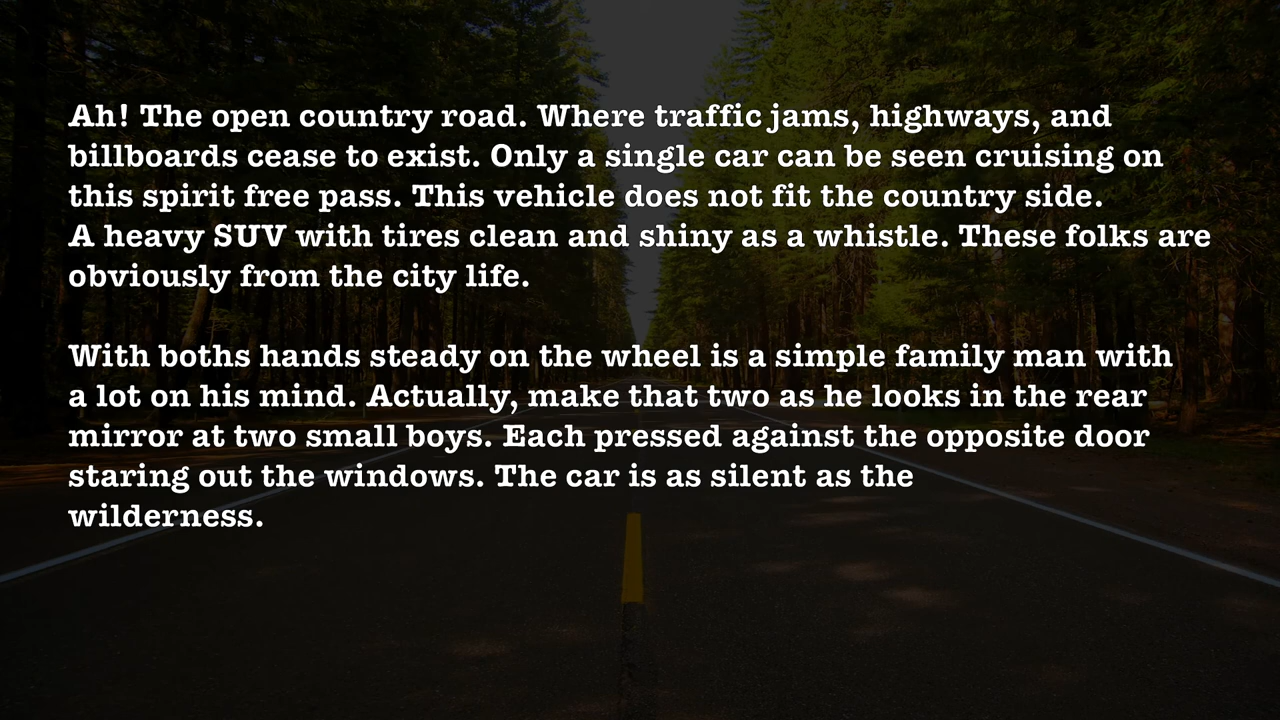 Ah! The open country road. Where traffic jams, highways, and
billboards cease to exist. Only a single car can be seen cruising on
this spirit free pass. This vehicle does not fit the country side.
A heavy SUV with tires clean and shiny as a whistle. These folks are
obviously from the city life.
With boths hands steady on the wheel is a simple family man with
a lot on his mind. Actually, make that two as he looks in the rear
mirror at two small boys. Each pressed against the opposite door
staring out the windows. The car is as silent as the
wilderness.